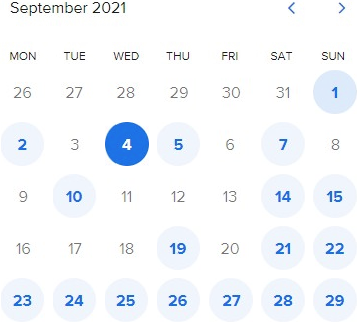 September 2021
MON TUE WED THU FRI SAT SUN
26 27 28 29 30 31 1
2 3 4 5 6 7 8
9 10 11 12 13 14 15
16 17 18 19 20 21 22
23 24 25 26 27 28 29